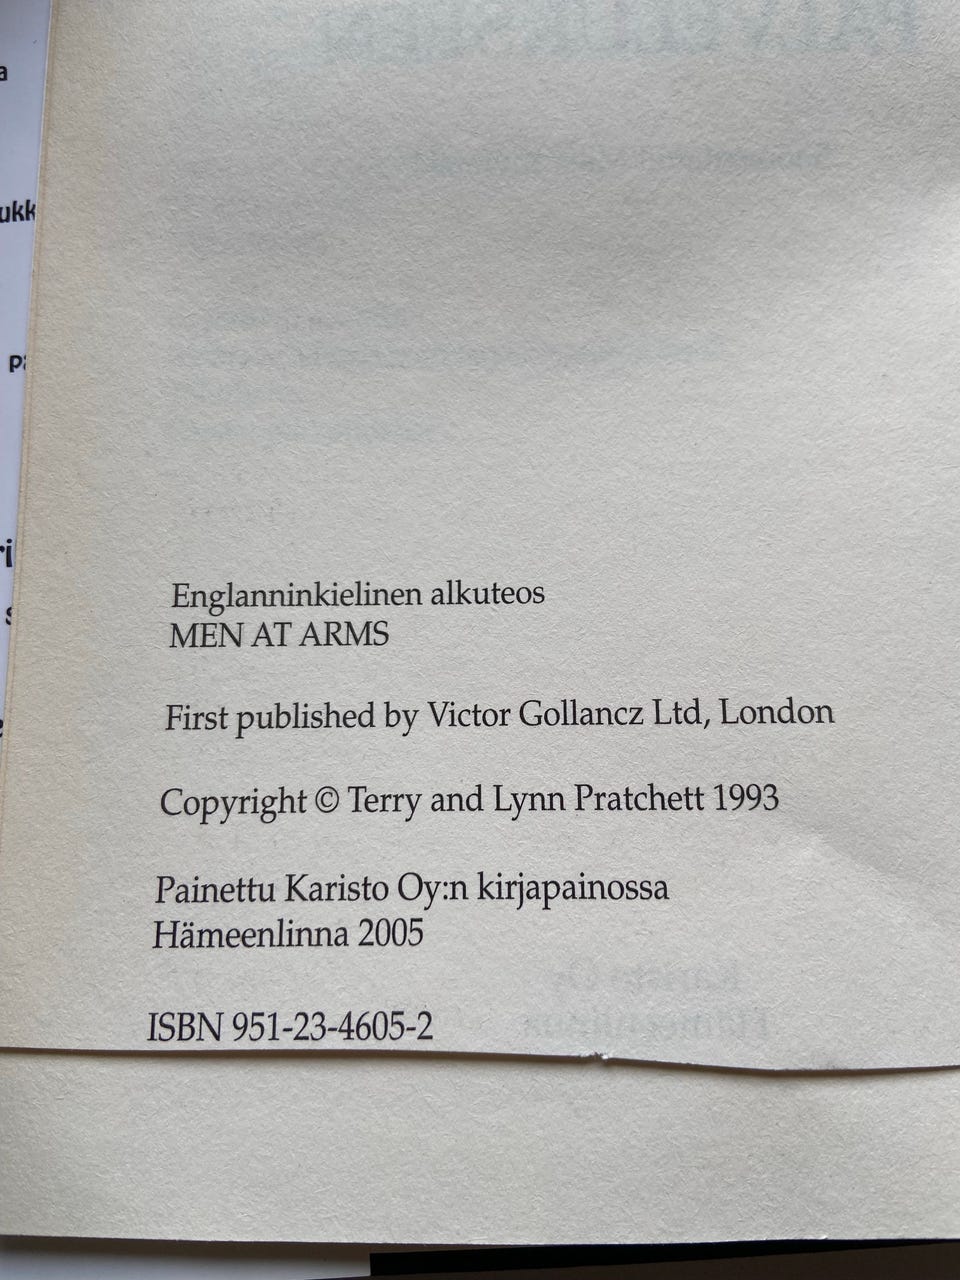 Englanninkielinen alkuteos
MEN AT ARMS
First published by Victor Gollancz Ltd, London
Copyright © Terry and Lynn Pratchett 1993
Painettu Karisto Oy:n kirjapainossa
Hämeenlinna 2005
ISBN 951-23-4605-2